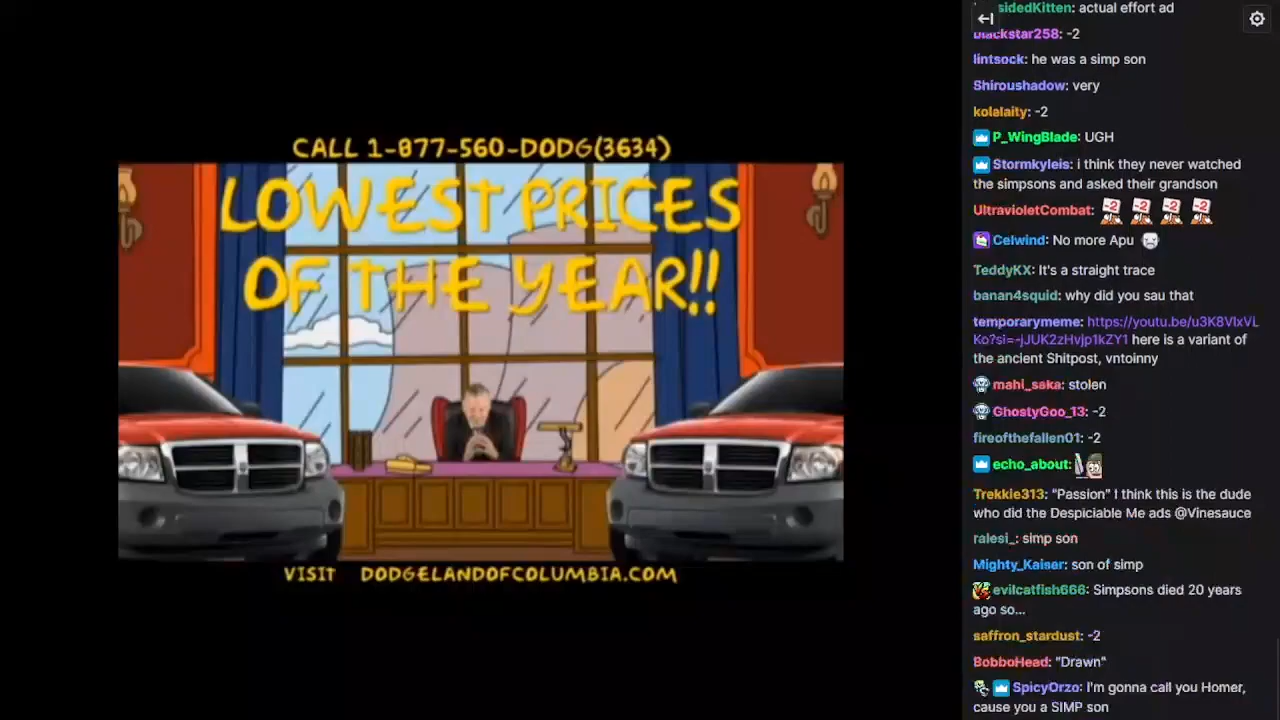 CALL 1-877-560-DODG(3634)
LOWEST PRICES
OF THE YEAR!!
VISIT DODGELANDOFCOLUMBIA.COM
sidedKitten: actual effort ad
blackstar258: -2
lintsock: he was a simp son
Shiroushadow: very
kolalaity: -2
P_WingBlade: UGH
Stormkyleis: i think they never watched
the simpsons and asked their grandson
UltravioletCombat: -2 -2 -2 -2
Celwind: No more Apu
TeddyKX: It's a straight trace
banan4squid: why did you sau that
temporarymeme: https://youtu.be/u3K8VlxVL
Ko?si=-jJUK2zHvjp1kZY1 here is a variant of
the ancient Shitpost, vntoinny
mahi_saka: stolen
GhostyGoo_13: -2
fireofthefallen01: -2
echo_about:
Trekkie313: "Passion" I think this is the dude
who did the Despiciable Me ads @Vinesauce
ralesi_: simp son
Mighty_Kaiser: son of simp
evilcatfish666: Simpsons died 20 years
ago so...
saffron_stardust: -2
BobboHead: "Drawn"
SpicyOrzo: I'm gonna call you Homer,
cause you a SIMP son